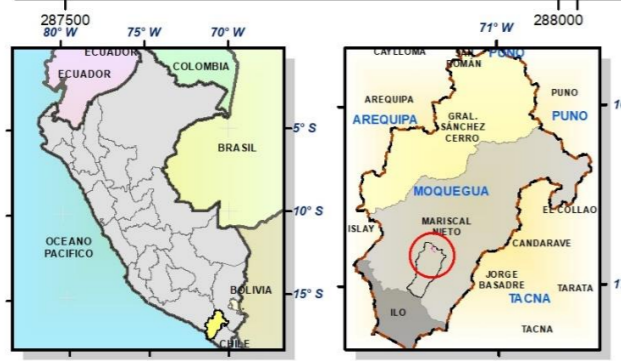 287500
288000
80° W
75° W
70° W
ECUADOR
ECUADOR
COLOMBIA
-5° S
BRASIL
-10° S
OCEANO
PACIFICO
BOLIVIA
-15° S
CHILE
71° W
CAYLLOMA
SAN
ROMÁN
PUNO
AREQUIPA
PUNO
AREQUIPA
GRAL.
SÁNCHEZ
CERRO
PUNO
MOQUEGUA
ISLAY
MARISCAL
NIETO
EL COLLAO
CANDARAVE
JORGE
BASADRE
TARATA
TACNA
ILO
TACNA